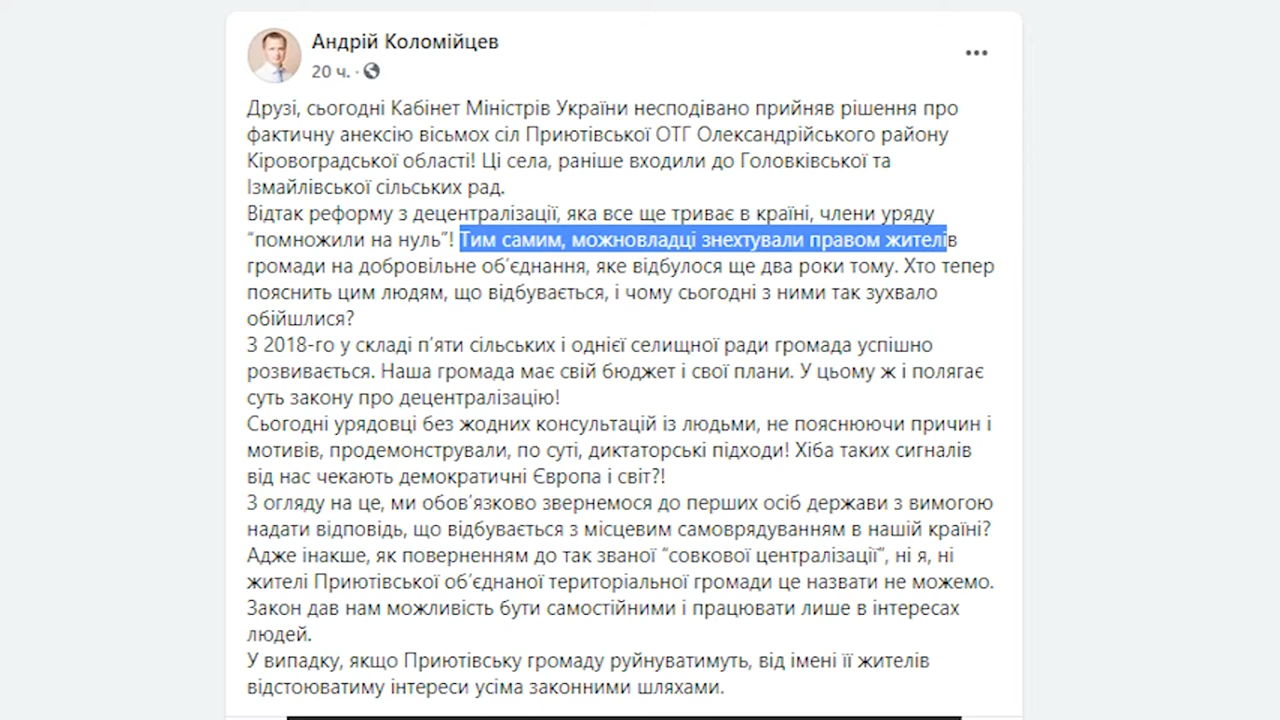 Андрій Коломійцев
20 ч. ·
Друзі, сьогодні Кабінет Міністрів України несподівано прийняв рішення про
фактичну анексію вісьмох сіл Приютівської ОТГ Олександрійського району
Кіровоградської області! Ці села, раніше входили до Головківської та
Ізмайлівської сільських рад.
Відтак реформу з децентралізації, яка все ще триває в країні, члени уряду
“помножили на нуль”! Тим самим, можновладці знехтували правом жителів
громади на добровільне об’єднання, яке відбулося ще два роки тому. Хто тепер
пояснить цим людям, що відбувається, і чому сьогодні з ними так зухвало
обійшлися?
З 2018-го у складі п’яти сільських і однієї селищної ради громада успішно
розвивається. Наша громада має свій бюджет і свої плани. У цьому ж і полягає
суть закону про децентралізацію!
Сьогодні урядовці без жодних консультацій із людьми, не пояснюючи причин і
мотивів, продемонстрували, по суті, диктаторські підходи! Хіба таких сигналів
від нас чекають демократичні Європа і світ?!
З огляду на це, ми обов’язково звернемося до перших осіб держави з вимогою
надати відповідь, що відбувається з місцевим самоврядуванням в нашій країні?
Адже інакше, як поверненням до так званої “совкової централізації”, ні я, ні
жителі Приютівської об’єднаної територіальної громади це назвати не можемо.
Закон дав нам можливість бути самостійними і працювати лише в інтересах
людей.
У випадку, якщо Приютівську громаду руйнуватимуть, від імені її жителів
відстоюватиму інтереси усіма законними шляхами.